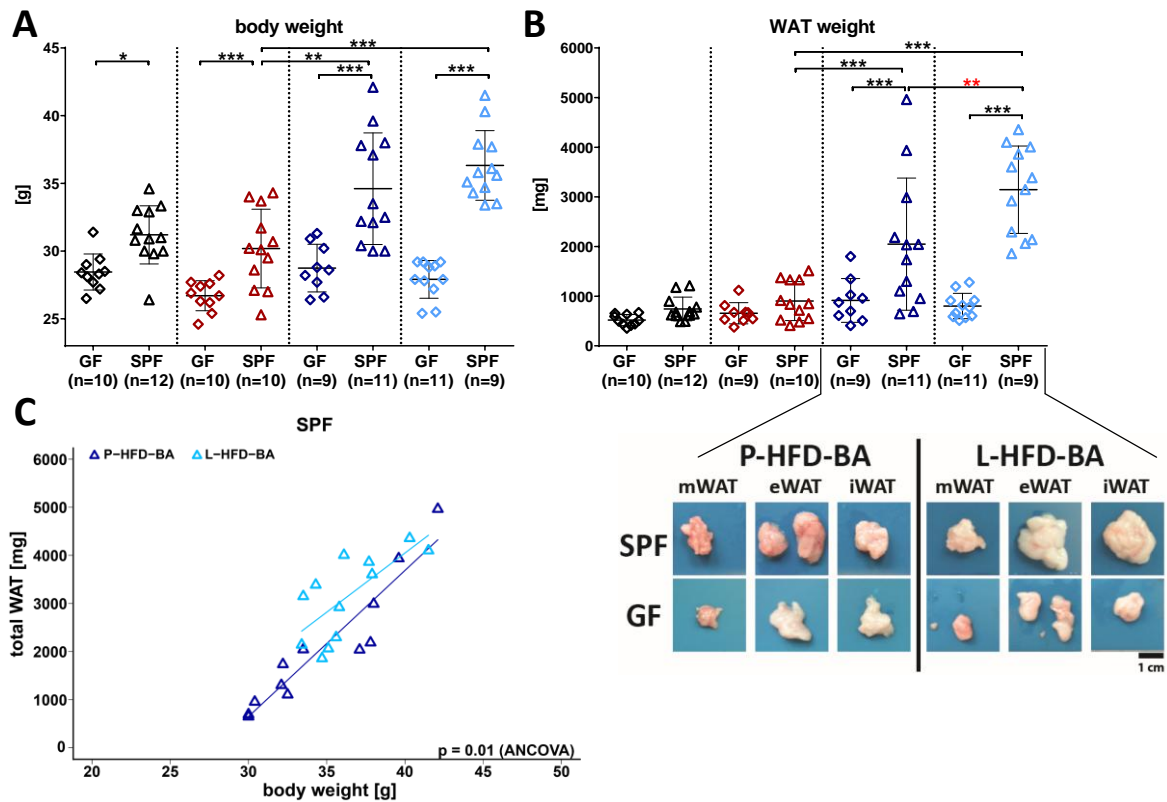 A
body weight
B
WAT weight
45
40
35
30
25
[g]
*
***
**
***
***
***
GF SPF GF SPF GF SPF GF SPF
(n=10) (n=12) (n=10) (n=10) (n=9) (n=11) (n=11) (n=9)
6000
5000
4000
3000
2000
1000
0
[mg]
***
***
***
**
***
GF SPF GF SPF GF SPF GF SPF
(n=10) (n=12) (n=9) (n=10) (n=9) (n=11) (n=11) (n=9)
C
SPF
P-HFD-BA L-HFD-BA
6000
5000
4000
3000
2000
1000
0
total WAT [mg]
p = 0.01 (ANCOVA)
20 25 30 35 40 45 50
body weight [g]
P-HFD-BA L-HFD-BA
mWAT eWAT iWAT mWAT eWAT iWAT
SPF
GF
1 cm